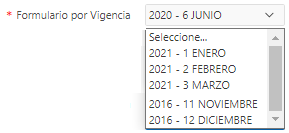 * Formulario por Vigencia 2020 - 6 JUNIO
Seleccione...
2021 - 1 ENERO
2021 - 2 FEBRERO
2021 - 3 MARZO
2016 - 11 NOVIEMBRE
2016 - 12 DICIEMBRE